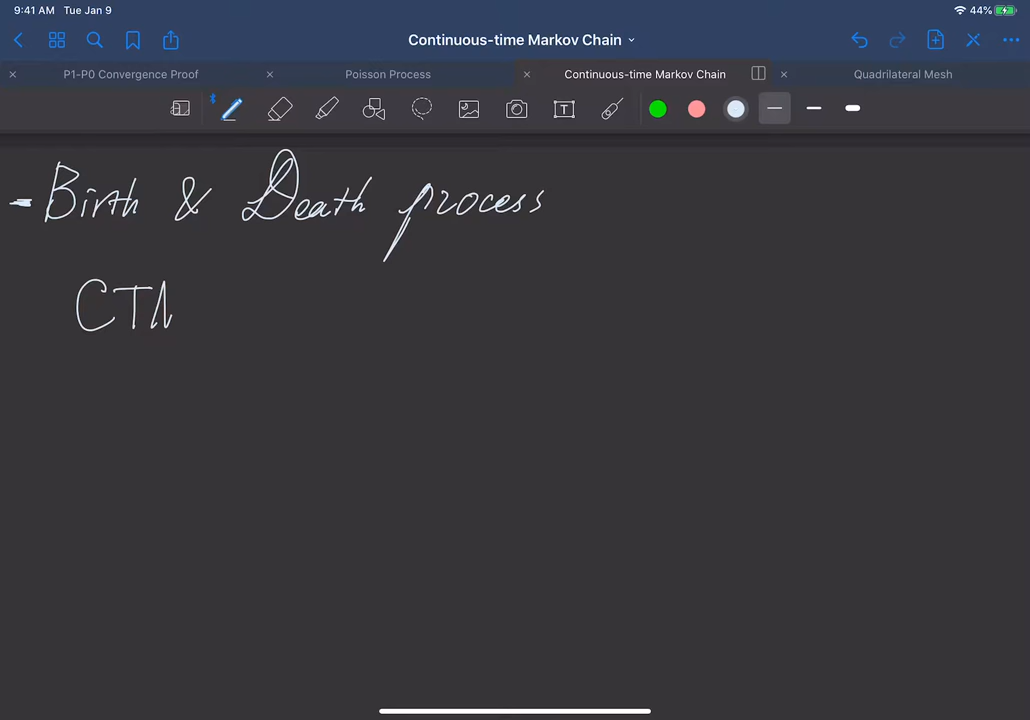 9:41 AM Tue Jan 9 44%
Continuous-time Markov Chain
P1-P0 Convergence Proof Poisson Process Continuous-time Markov Chain Quadrilateral Mesh
- Birth & Death process